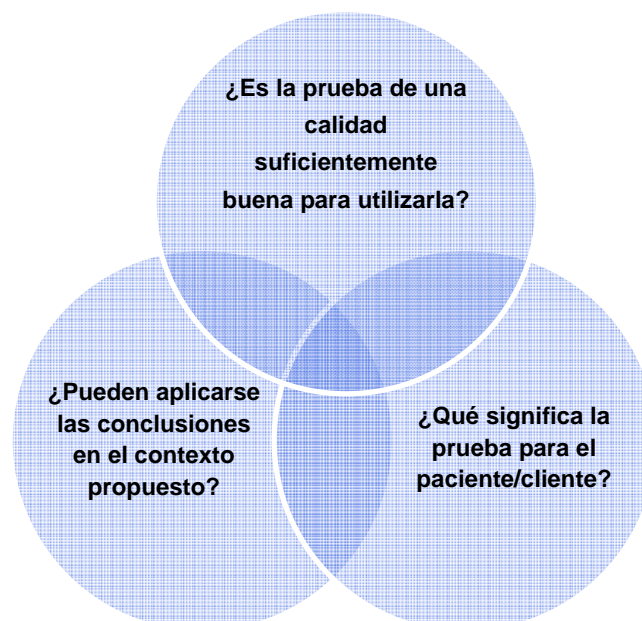 ¿Es la prueba de una
calidad
suficientemente
buena para utilizarla?
¿Pueden aplicarse
las conclusiones
en el contexto
propuesto?
¿Qué significa la
prueba para el
paciente/cliente?